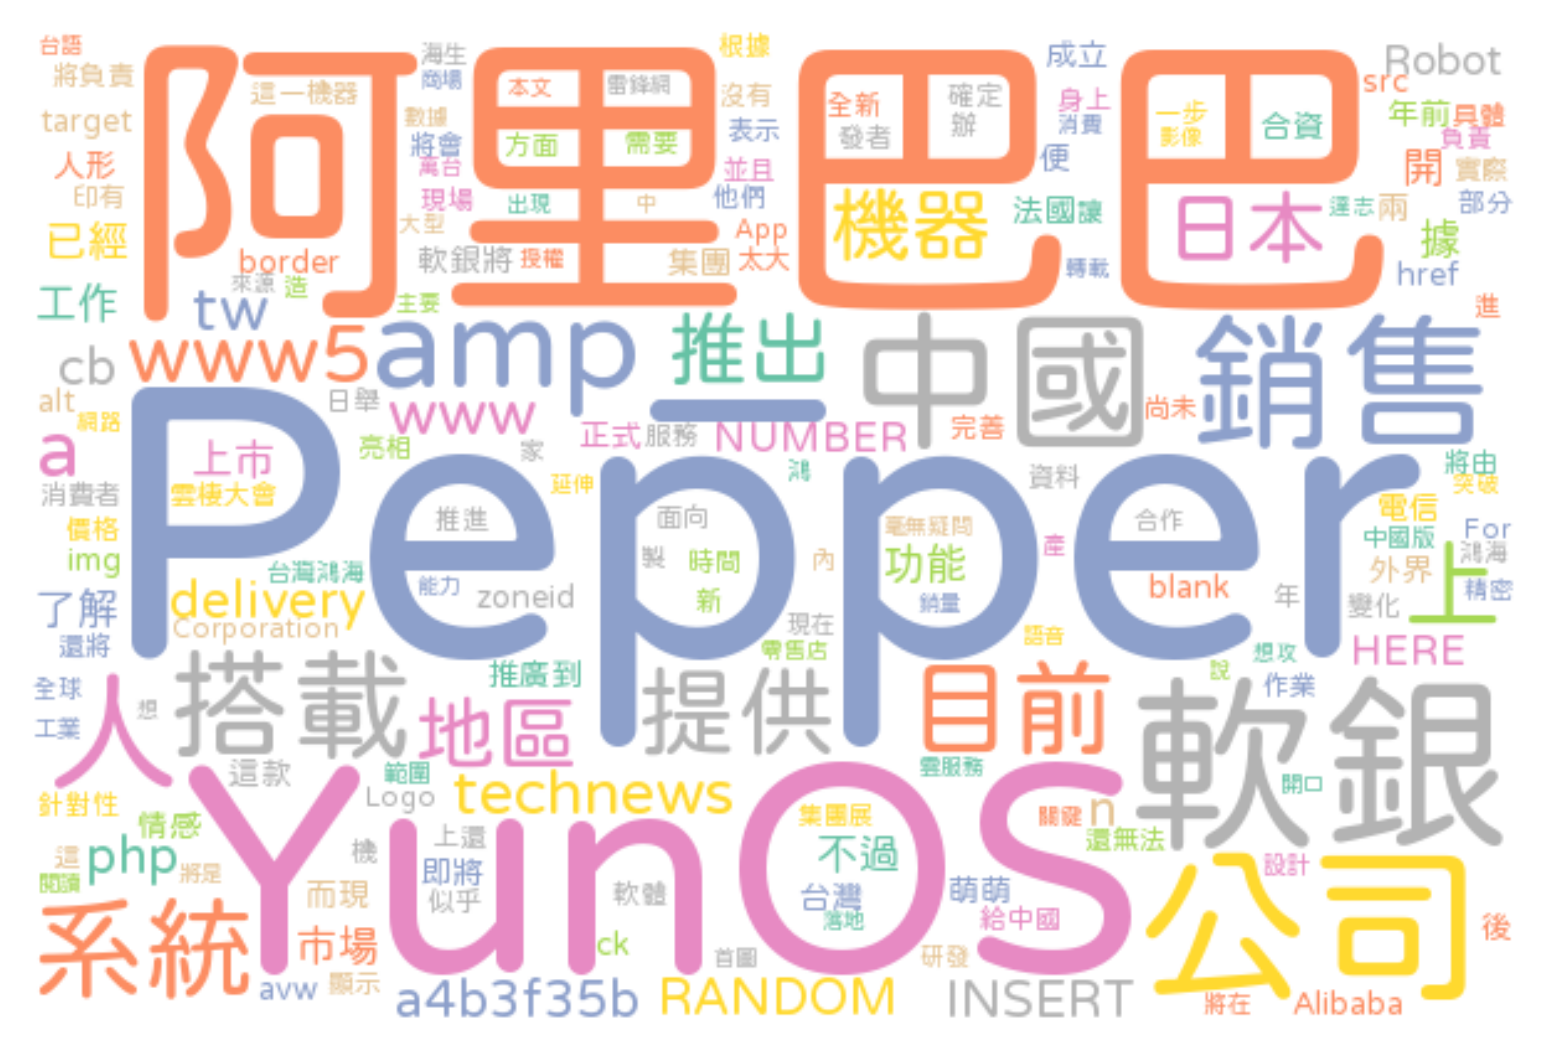 台語
海生
根據
成立
Robot
將負責
商場
src
這一機器
本文
雷鋒網
沒有
全新
確定
身上
一步
年前
具體
阿里巴巴
target
數據
將會
方面
需要
表示
發者
辦
消費
影像
合資
負責
人形
萬台
並且
便
開
實際
印有
現場
出現
中
他們
機器
法國讓
日本
兩
部分
已經
大型
App
據
border
軟銀將
授權
集團
太大
轉載
href
來源
造
主要
工作
tw
進
www5
amp
推出
中國
銷售
cb
alt
日舉
www
一
尚未
網路
正式
服務
NUMBER
完善
a
上市
亮相
家
鴻
資料
將由
消費者
雲棲大會
延伸
突破
Pepper
價格
推進
面向
毫無疑問
合作
電信
For
img
製
時間
內
功能
產
中國版
鴻海
台灣鴻海
能力
外界
上
了解
delivery
zoneid
新
銷量
blank
年
變化
精密
Corporation
現在
還將
零售店
語音
想攻
HERE
全球
推廣到
說
作業
人
想
搭載
地區
提供
目前
軟銀
工業
這款
範圍
雲服務
開口
針對性
Logo
technews
集團展
關鍵
n
情感
上還
YunOS
不過
還無法
這
php
將是
機
即將
設計
閱讀
而現
似乎
軟體
台灣
萌萌
公司
系統
落地
給中國
後
市場
ck
首圖
研發
avw
顯示
a4b3f35b
RANDOM
INSERT
將在
Alibaba